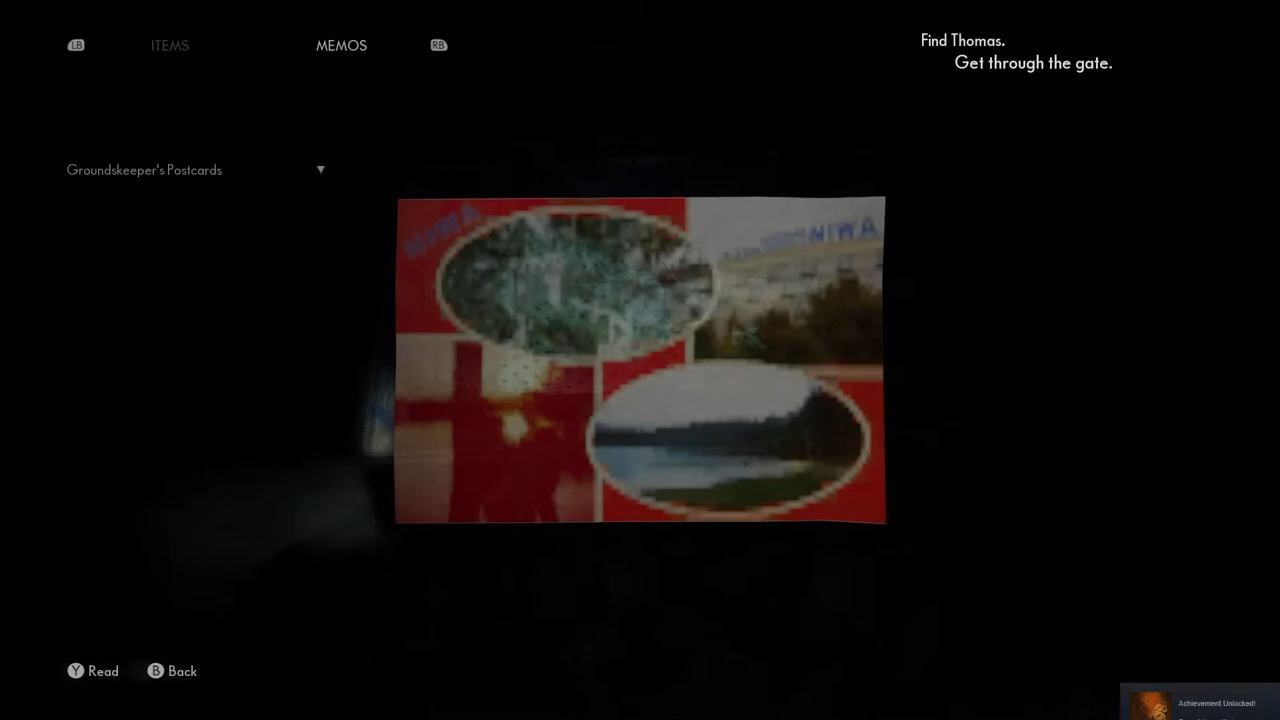 LB ITEMS MEMOS RB
Find Thomas.
Get through the gate.
Groundskeeper's Postcards
NIWA
NIWA
Y Read B Back
Achievement Unlocked!